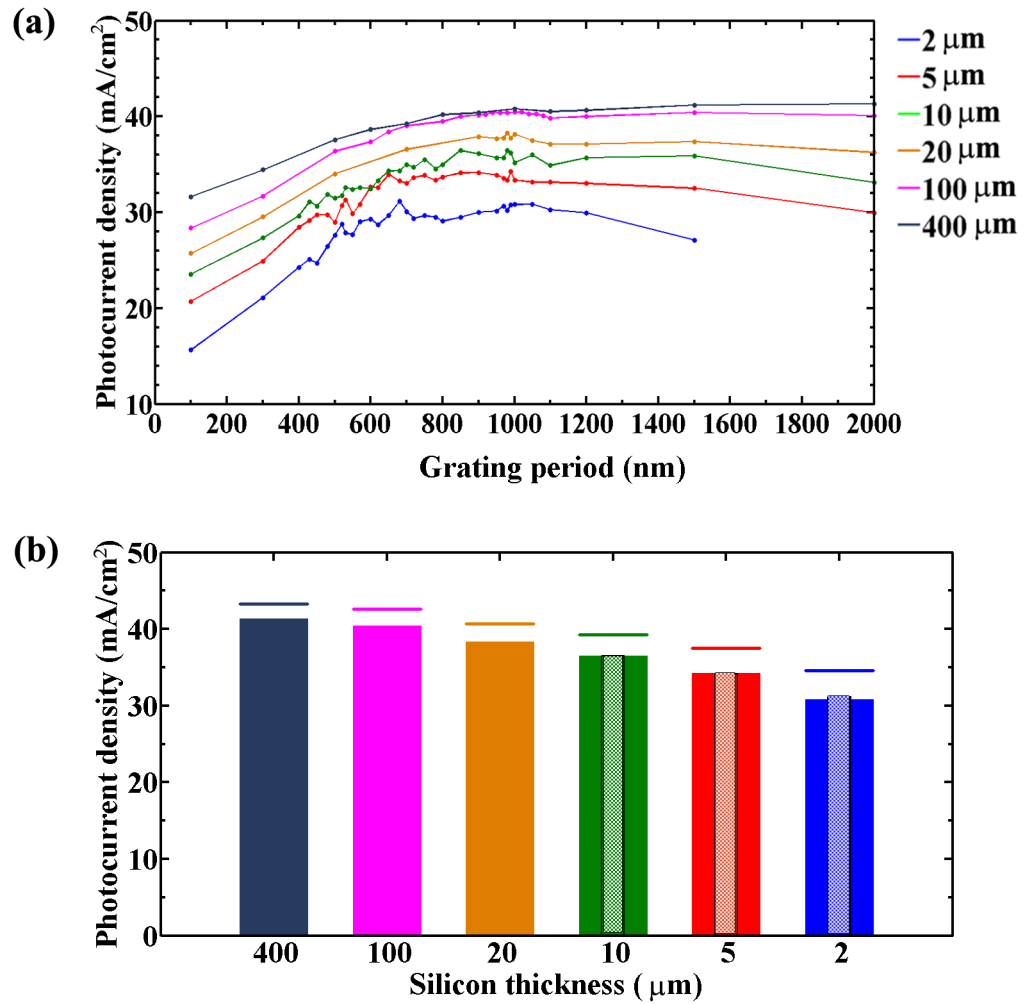 (a)
Photocurrent density (mA/cm²)
50
40
30
20
10
0 200 400 600 800 1000 1200 1400 1600 1800 2000
Grating period (nm)
2 μm
5 μm
10 μm
20 μm
100 μm
400 μm
(b)
Photocurrent density (mA/cm²)
50
40
30
20
10
0
400 100 20 10 5 2
Silicon thickness ( μm)